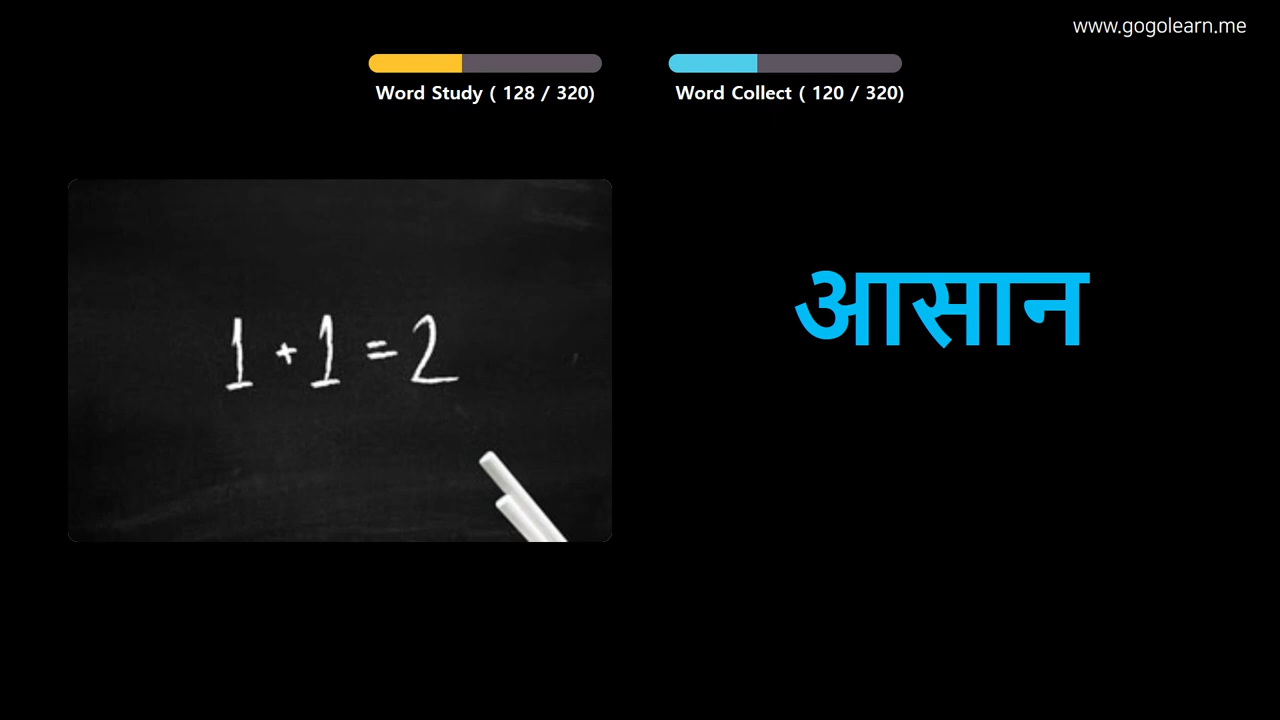 www.gogolearn.me
Word Study ( 128 / 320)
Word Collect ( 120 / 320)
1 + 1 = 2
आसान